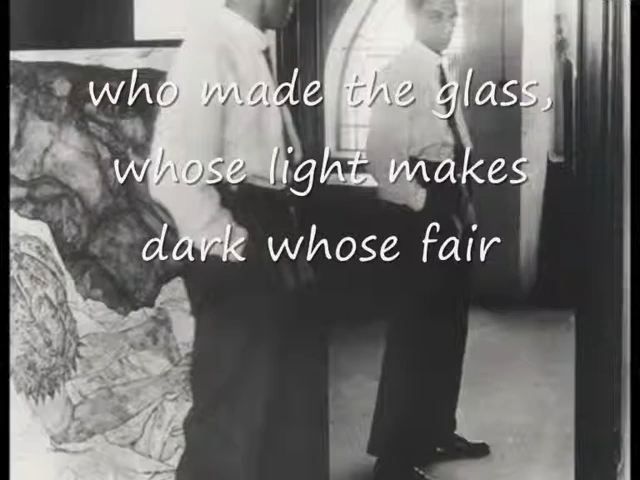 who made the glass,
whose light makes
dark whose fair